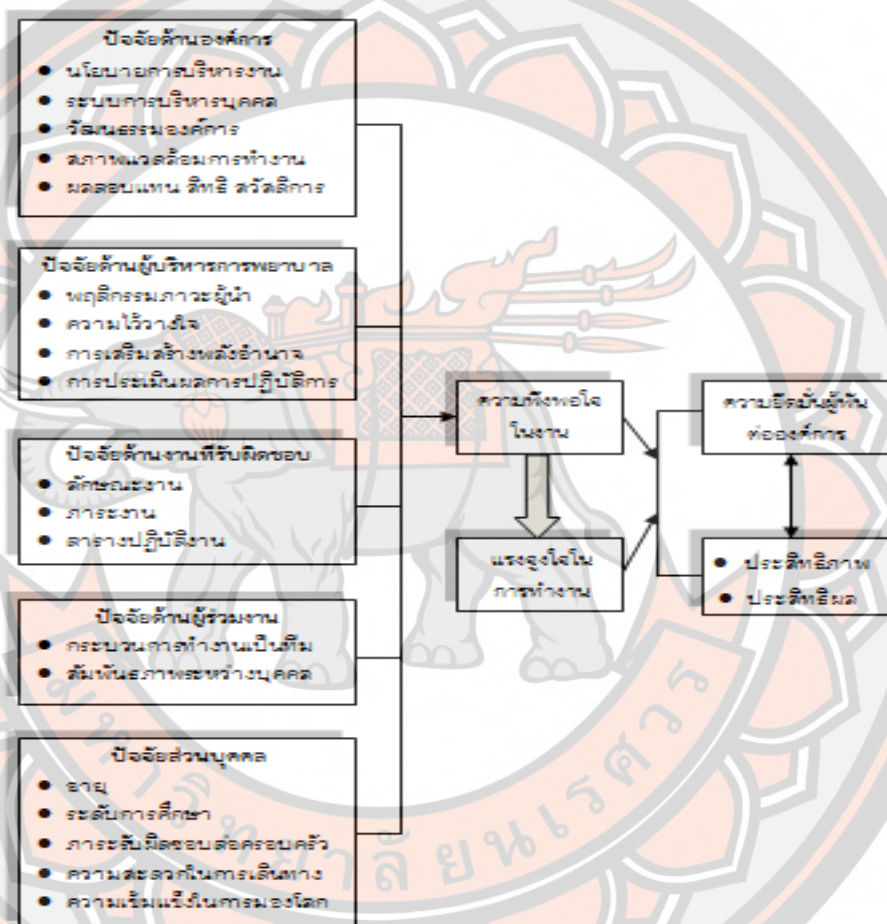 ปัจจัยด้านองค์การ
● นโยบายการบริหารงาน
● ระบบการบริหารบุคคล
● วัฒนธรรมองค์การ
● สภาพแวดล้อมการทำงาน
● ผลตอบแทน สิทธิ สวัสดิการ
ปัจจัยด้านผู้บริหารการพยาบาล
● พฤติกรรมภาวะผู้นำ
● ความไว้วางใจ
● การเสริมสร้างพลังอำนาจ
● การประเมินผลการปฏิบัติการ
ปัจจัยด้านงานที่รับผิดชอบ
● ลักษณะงาน
● ภาระงาน
● ตารางปฏิบัติงาน
ปัจจัยด้านผู้ร่วมงาน
● กระบวนการทำงานเป็นทีม
● สัมพันธภาพระหว่างบุคคล
ปัจจัยส่วนบุคคล
● อายุ
● ระดับการศึกษา
● ภาระรับผิดชอบต่อครอบครัว
● ความสะดวกในการเดินทาง
● ความเข้มแข็งในการมองโลก
ความพึงพอใจ
ในงาน
แรงจูงใจใน
การทำงาน
ความยึดมั่นผูกพัน
ต่อองค์การ
● ประสิทธิภาพ
● ประสิทธิผล
มหาวิทยาลัยนเรศวร